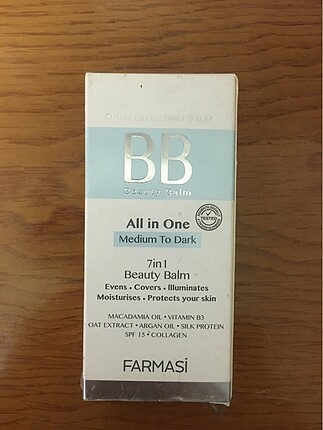 BB
Beauty Balm
All in One
TESTED
Medium To Dark
7in1
Beauty Balm
Evens • Covers • Illuminates
Moisturises • Protects your skin
MACADAMIA OIL • VITAMIN B3
OAT EXTRACT • ARGAN OIL • SILK PROTEIN
SPF 15 • COLLAGEN
FARMASİ